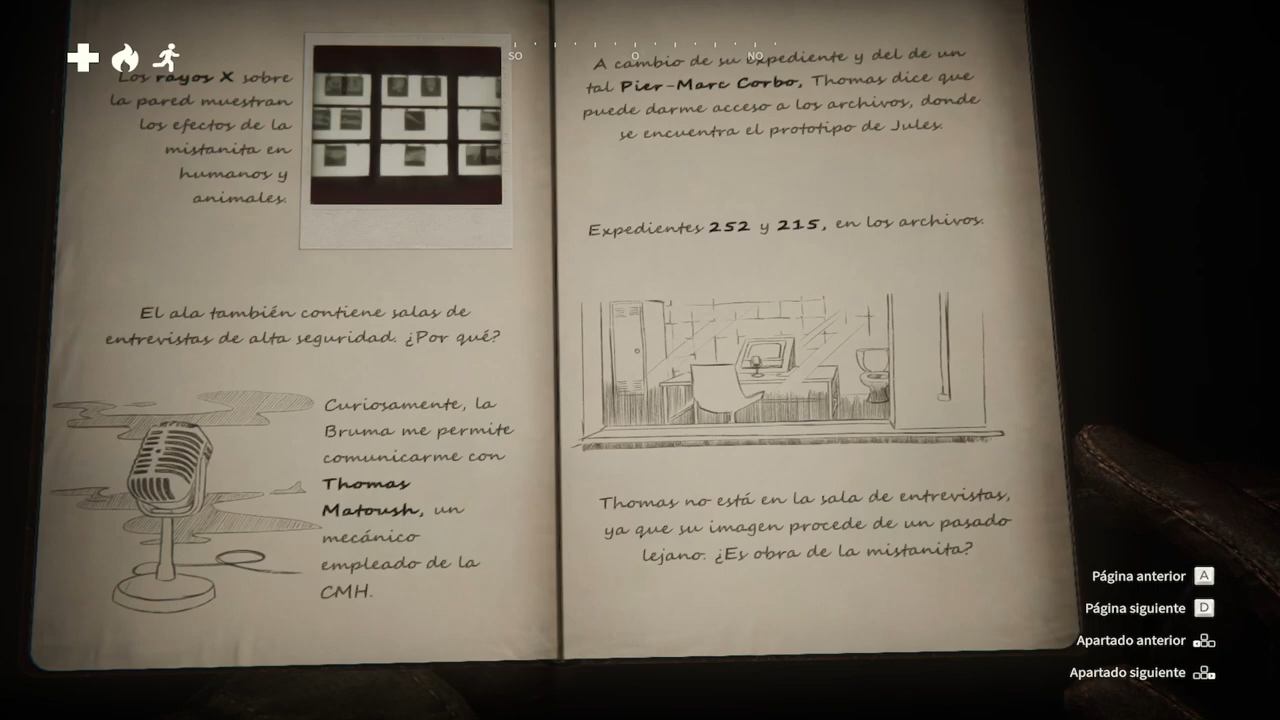 SO
O
NO
Los rayos X sobre
la pared muestran
los efectos de la
mistanita en
humanos y
animales.
El ala también contiene salas de
entrevistas de alta seguridad. ¿Por qué?
Curiosamente, la
Bruma me permite
comunicarme con
Thomas
Matoush, un
mecánico
empleado de la
CMH.
A cambio de su expediente y del de un
tal Pier-Marc Corbo, Thomas dice que
puede darme acceso a los archivos, donde
se encuentra el prototipo de Jules.
Expedientes 252 y 215, en los archivos.
Thomas no está en la sala de entrevistas,
ya que su imagen procede de un pasado
lejano. ¿Es obra de la mistanita?
Página anterior A
Página siguiente D
Apartado anterior
Apartado siguiente